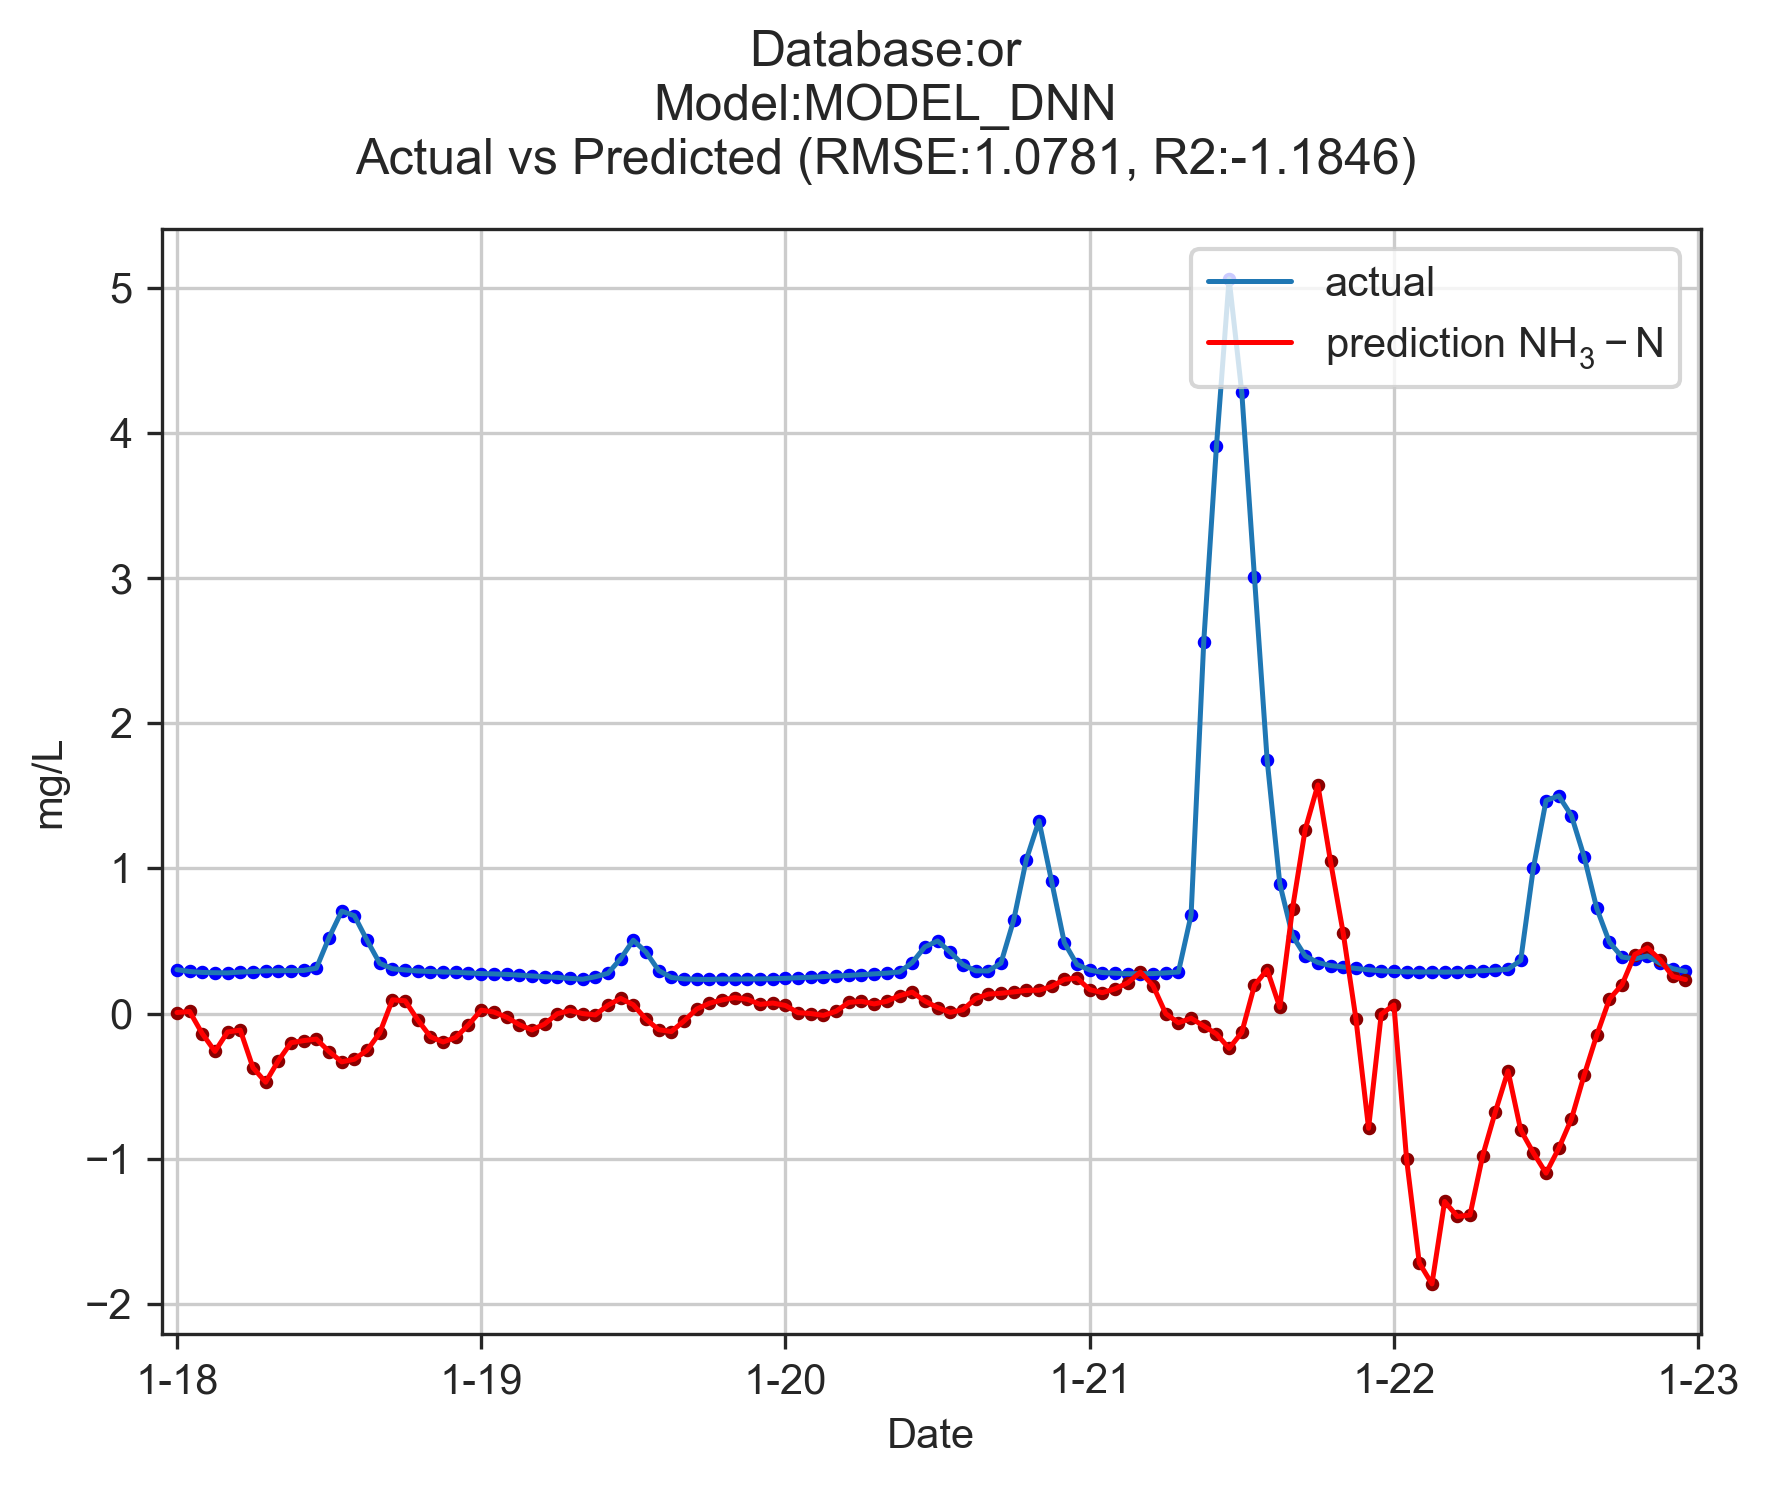 Database:or
Model:MODEL_DNN
Actual vs Predicted (RMSE:1.0781, R2:-1.1846)
actual
prediction NH₃ − N
5
4
3
2
1
0
−1
−2
mg/L
1-18 1-19 1-20 1-21 1-22 1-23
Date